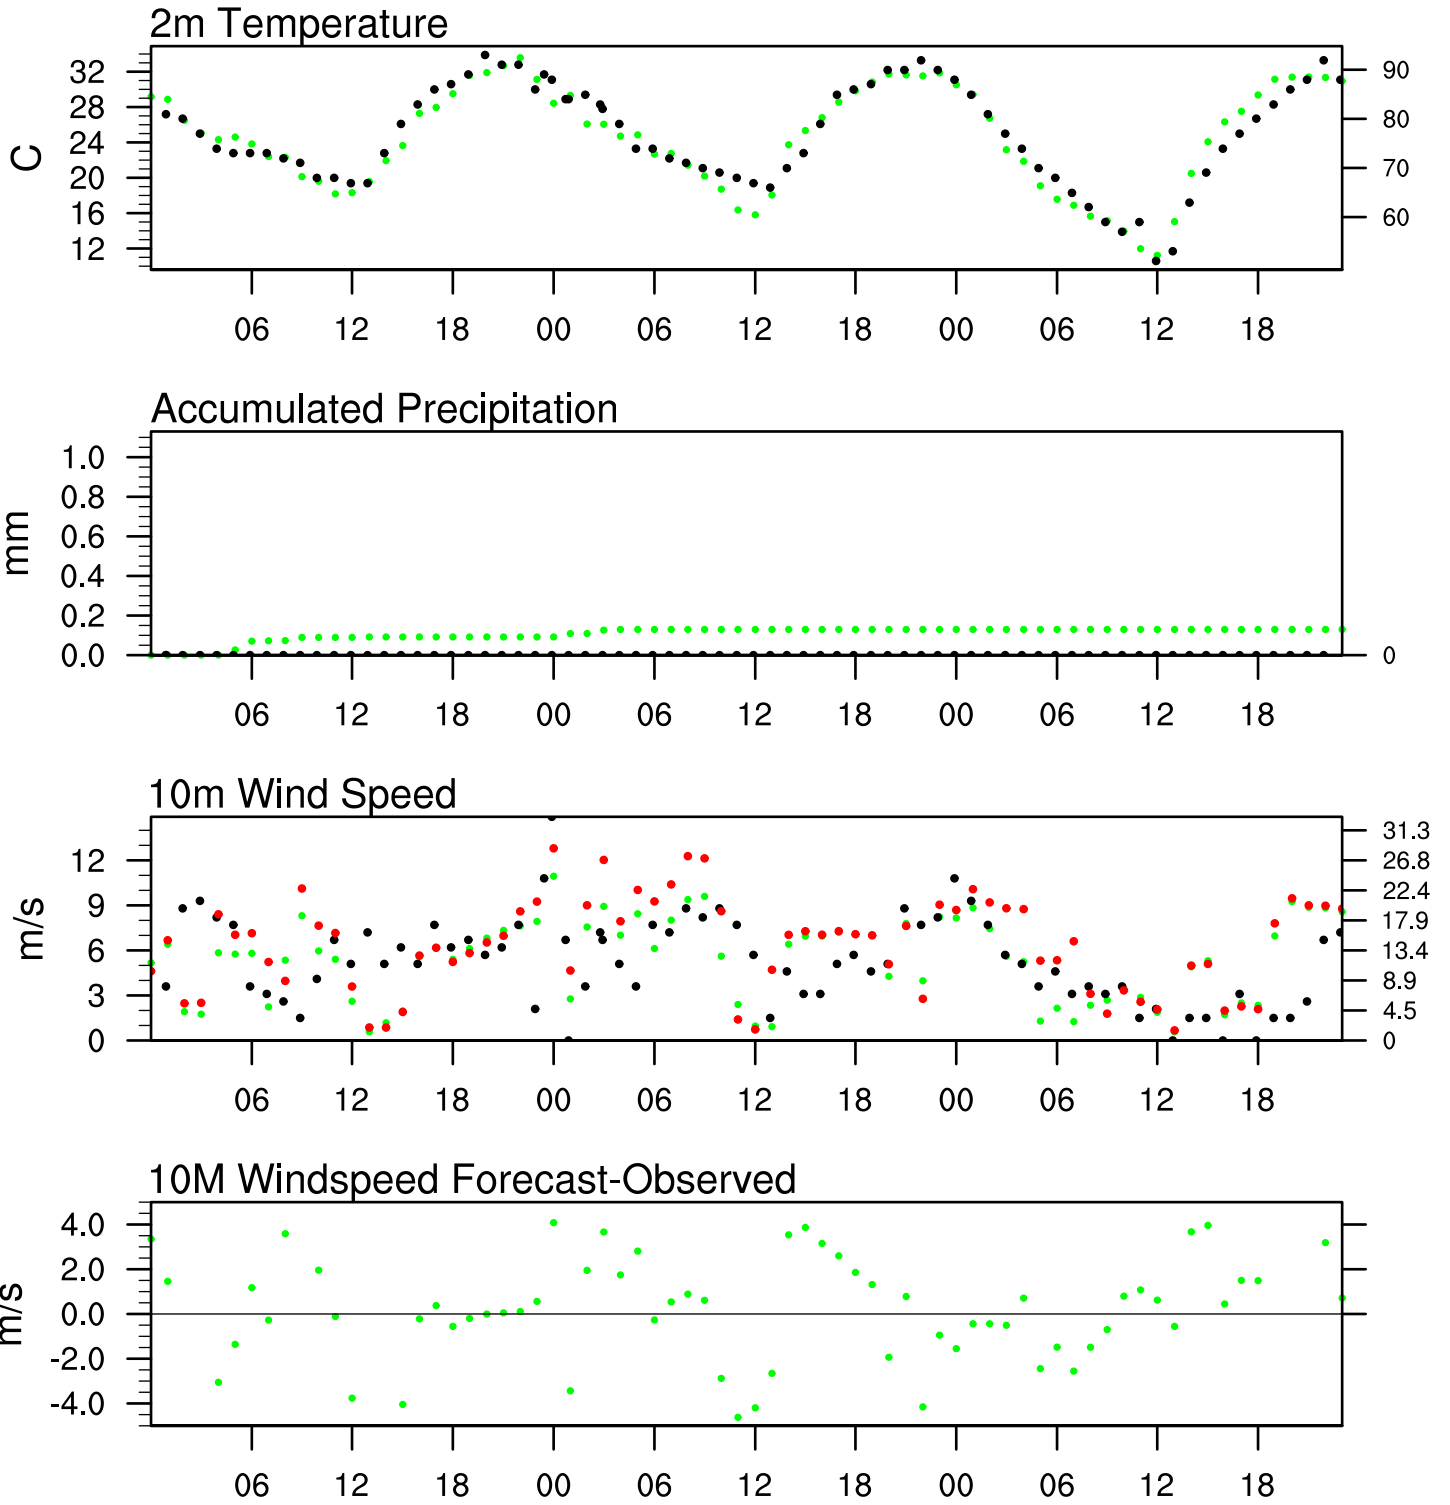 2m Temperature
32 90
28 80
24
C 70
20
16 60
12
06 12 18 00 06 12 18 00 06 12 18
Accumulated Precipitation
1.0
0.8
0.6
mm
0.4
0.2
0.0 0
06 12 18 00 06 12 18 00 06 12 18
10m Wind Speed
31.3
12 26.8
22.4
9 17.9
m/s
6 13.4
8.9
3 4.5
0 0
06 12 18 00 06 12 18 00 06 12 18
10M Windspeed Forecast-Observed
4.0
2.0
0.0
m/s
-2.0
-4.0
06 12 18 00 06 12 18 00 06 12 18